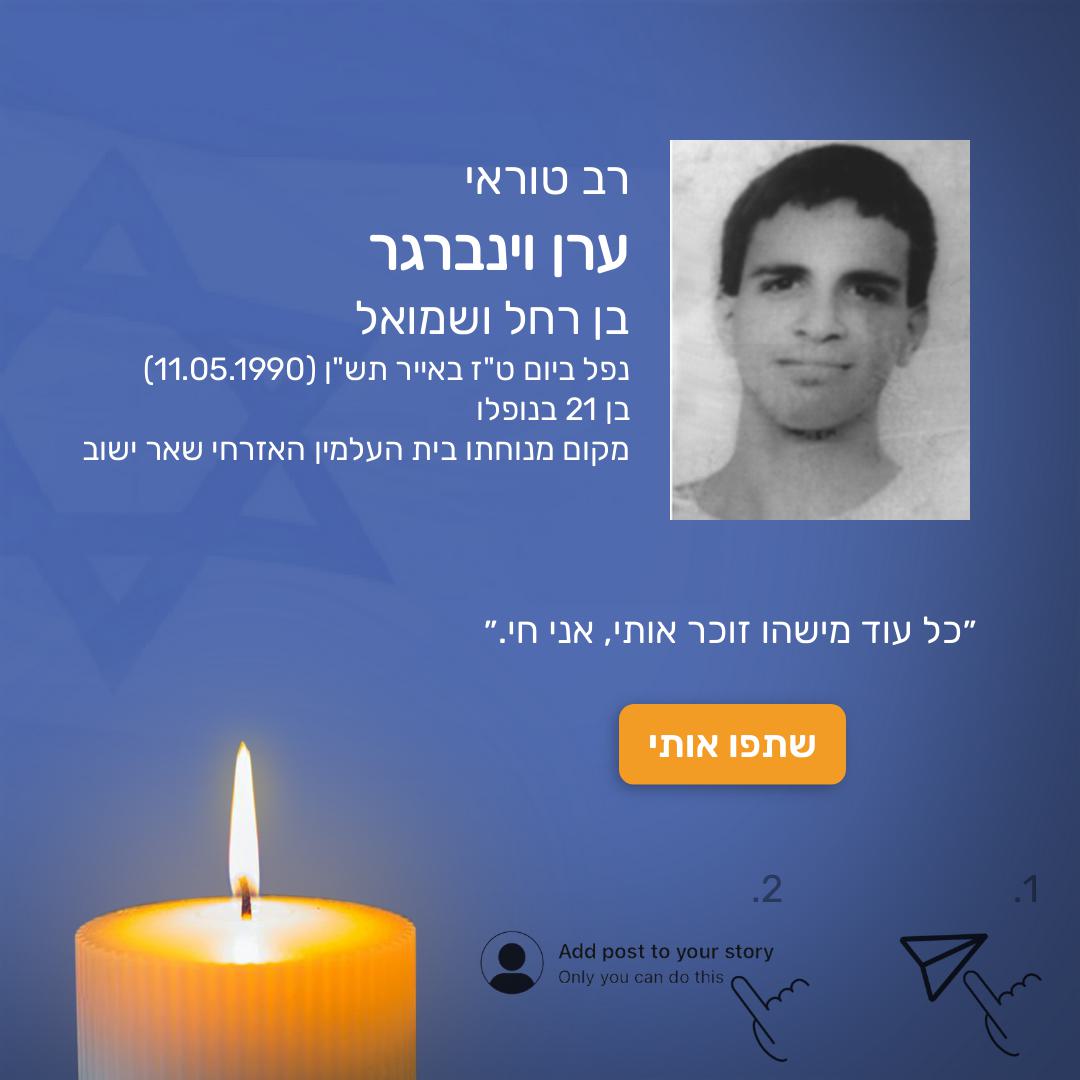 רב טוראי
ערן וינברגר
בן רחל ושמואל
נפל ביום ט"ז באייר תש"ן (11.05.1990)
בן 21 בנופלו
מקום מנוחתו בית העלמין האזרחי שאר ישוב
״כל עוד מישהו זוכר אותי, אני חי.״
שתפו אותי
1.
2.
Add post to your story
Only you can do this